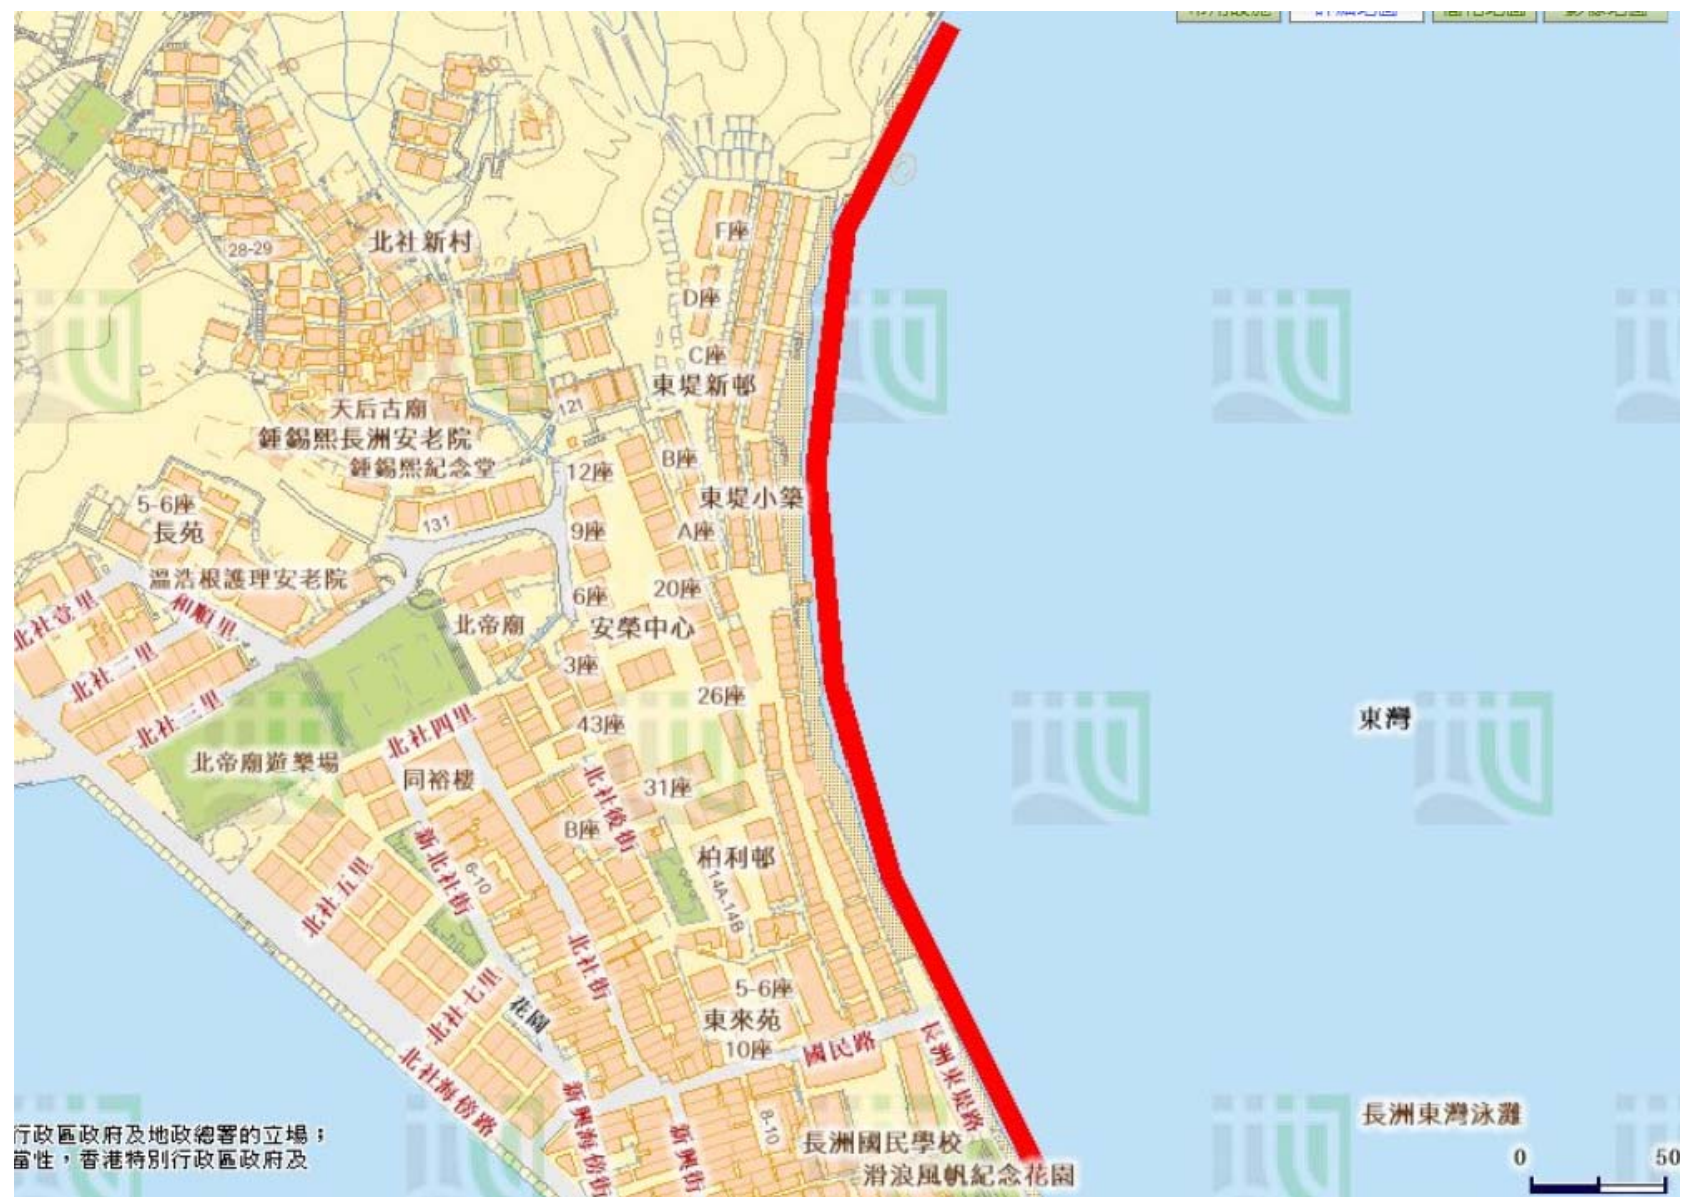 詳細地圖
F座
28-29
北社新村
D座
C座
東堤新邨
天后古廟
121
鍾錫熙長洲安老院
鍾錫熙紀念堂
12座
B座
5-6座
長苑
131
東堤小築
9座
A座
溫浩根護理安老院
20座
北社壹里
和順里
6座
北帝廟
安榮中心
北社二里
3座
26座
北社三里
北社四里
43座
東灣
北帝廟遊樂場
同裕樓
北社後街
31座
B座
新北社街
6-10
柏利邨
14A-14B
北社五里
北社街
5-6座
北社七里
花園
東來苑
10座
國民路
長洲東堤路
北社海傍路
新興海傍街
新興街
8-10
長洲東灣泳灘
行政區政府及地政總署的立場；
當性，香港特別行政區政府及
長洲國民學校
滑浪風帆紀念花園
0
50